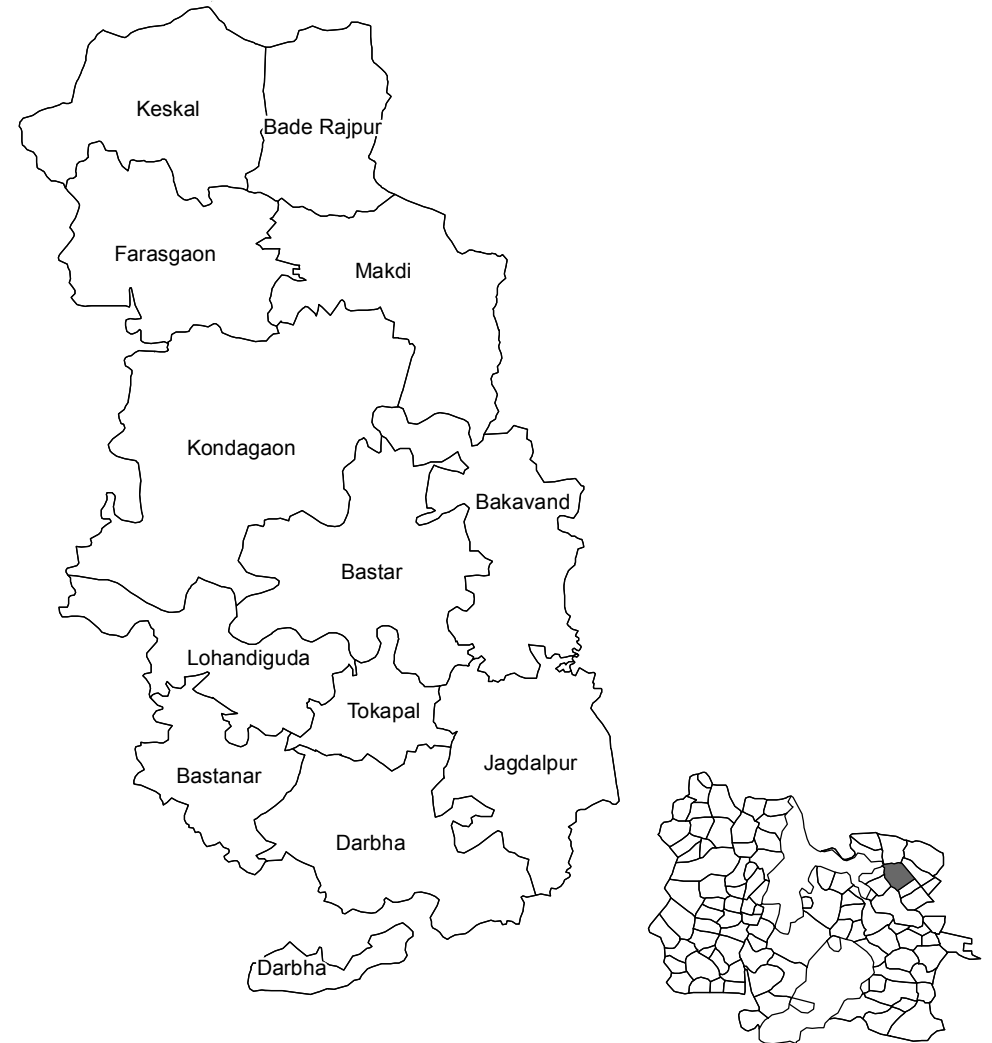 Keskal
Bade Rajpur
Farasgaon
Makdi
Kondagaon
Bakavand
Bastar
Lohandiguda
Tokapal
Jagdalpur
Bastanar
Darbha
Darbha